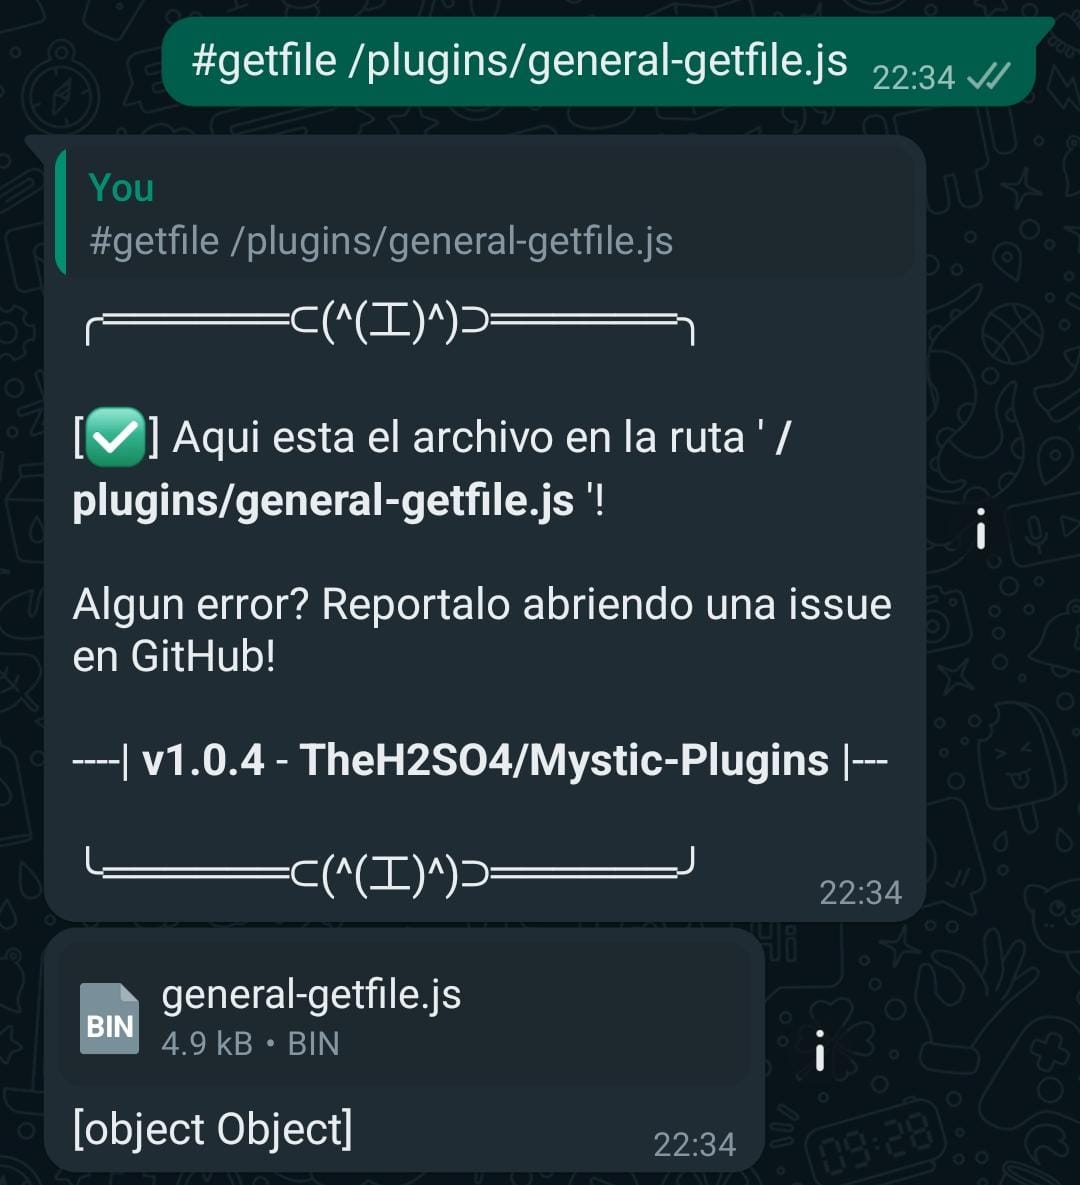 #getfile /plugins/general-getfile.js 22:34
You
#getfile /plugins/general-getfile.js
╭══════⊂(^(工)^)⊃══════╮
[✅] Aqui esta el archivo en la ruta ' /
plugins/general-getfile.js '!
Algun error? Reportalo abriendo una issue
en GitHub!
----| v1.0.4 - TheH2SO4/Mystic-Plugins |---
╰══════⊂(^(工)^)⊃══════╯
22:34
general-getfile.js
BIN
4.9 kB • BIN
[object Object]
22:34